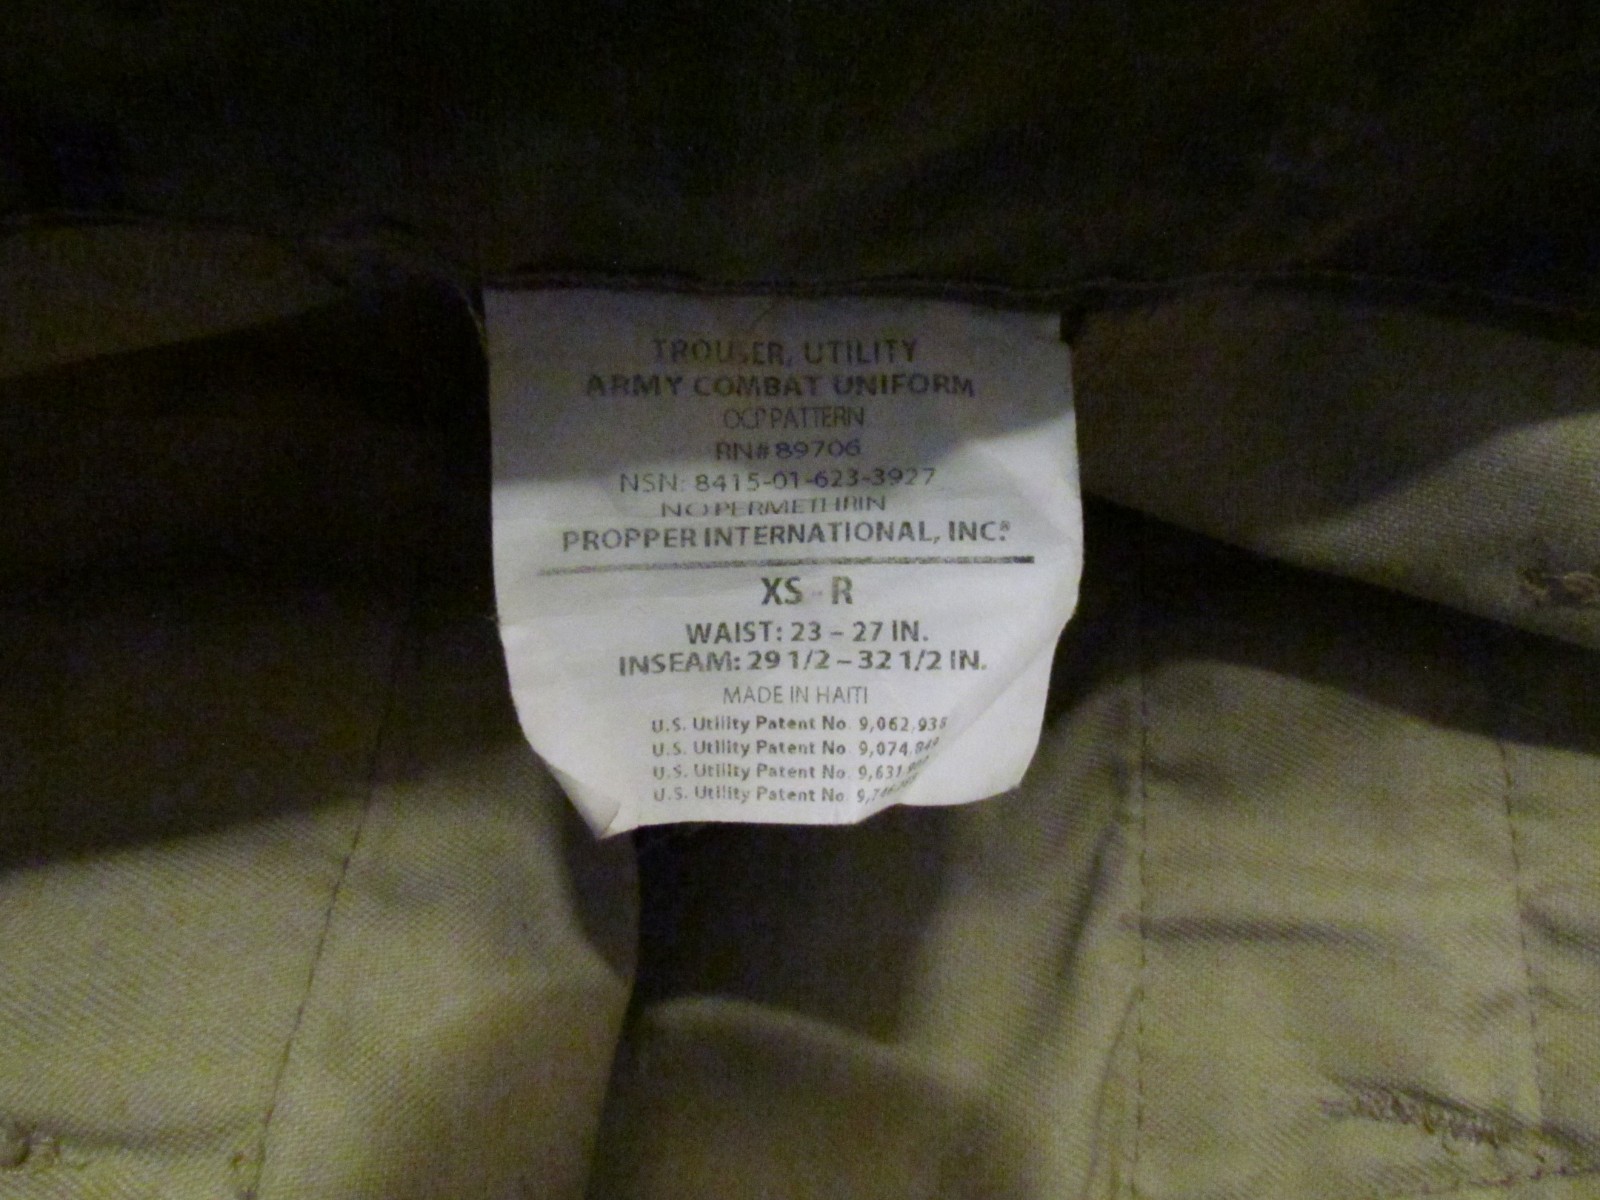 TROUSER, UTILITY
ARMY COMBAT UNIFORM
OCP PATTERN
RN# 89706
NSN: 8415-01-623-3927
NO PERMETHRIN
PROPPER INTERNATIONAL, INC.®
XS - R
WAIST: 23 – 27 IN.
INSEAM: 29 1/2 – 32 1/2 IN.
MADE IN HAITI
U.S. Utility Patent No. 9,062,938
U.S. Utility Patent No. 9,074,849
U.S. Utility Patent No.
U.S. Utility Patent No.